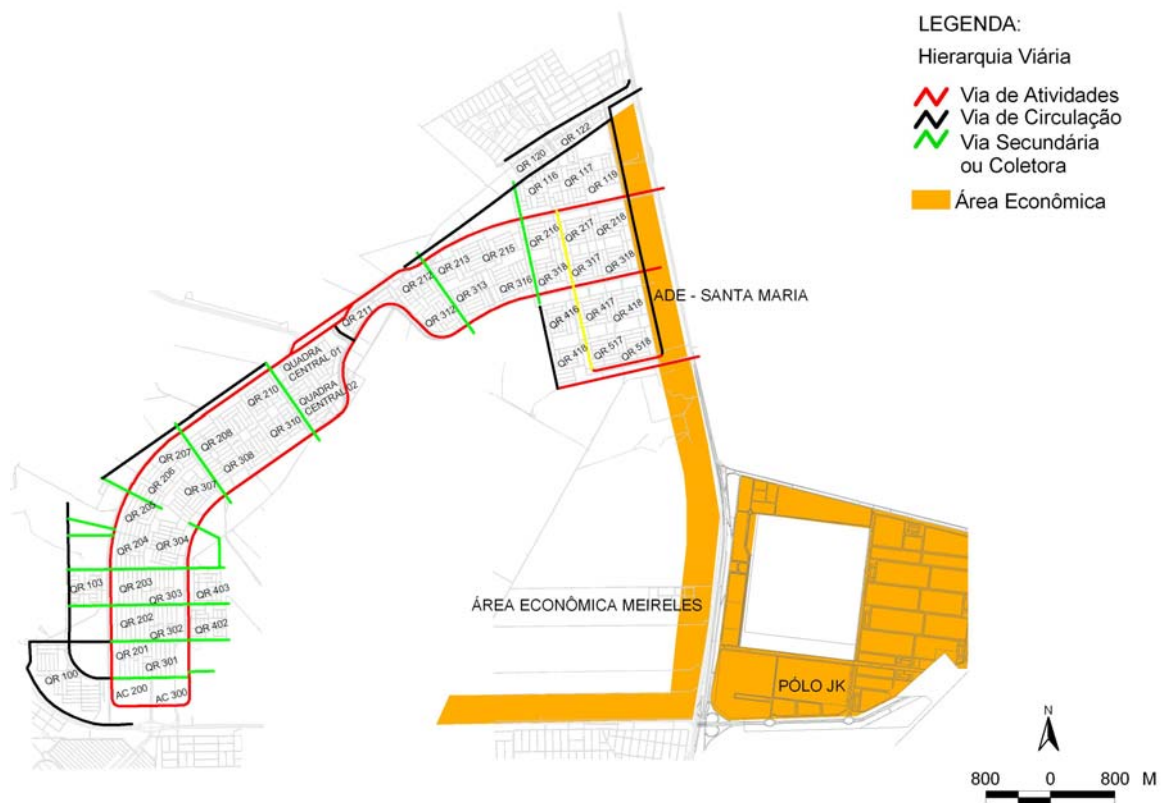 LEGENDA:
Hierarquia Viária
Via de Atividades
Via de Circulação
Via Secundária
ou Coletora
Área Econômica
QR 122
QR 120
QR 116
QR 117
QR 119
QR 216
QR 217
QR 218
QR 212
QR 213
QR 215
QR 318
QR 317
QR 318
QR 312
QR 313
QR 316
QR 416
QR 417
QR 418
QR 418
QR 517
QR 518
ADE - SANTA MARIA
QR 211
QUADRA
CENTRAL 01
QUADRA
CENTRAL 02
QR 210
QR 310
QR 207
QR 208
QR 308
QR 206
QR 307
QR 205
QR 204
QR 304
QR 103
QR 203
QR 303
QR 403
QR 202
QR 302
QR 402
QR 201
QR 301
QR 100
AC 200
AC 300
ÁREA ECONÔMICA MEIRELES
PÓLO JK
N
800 0 800 M